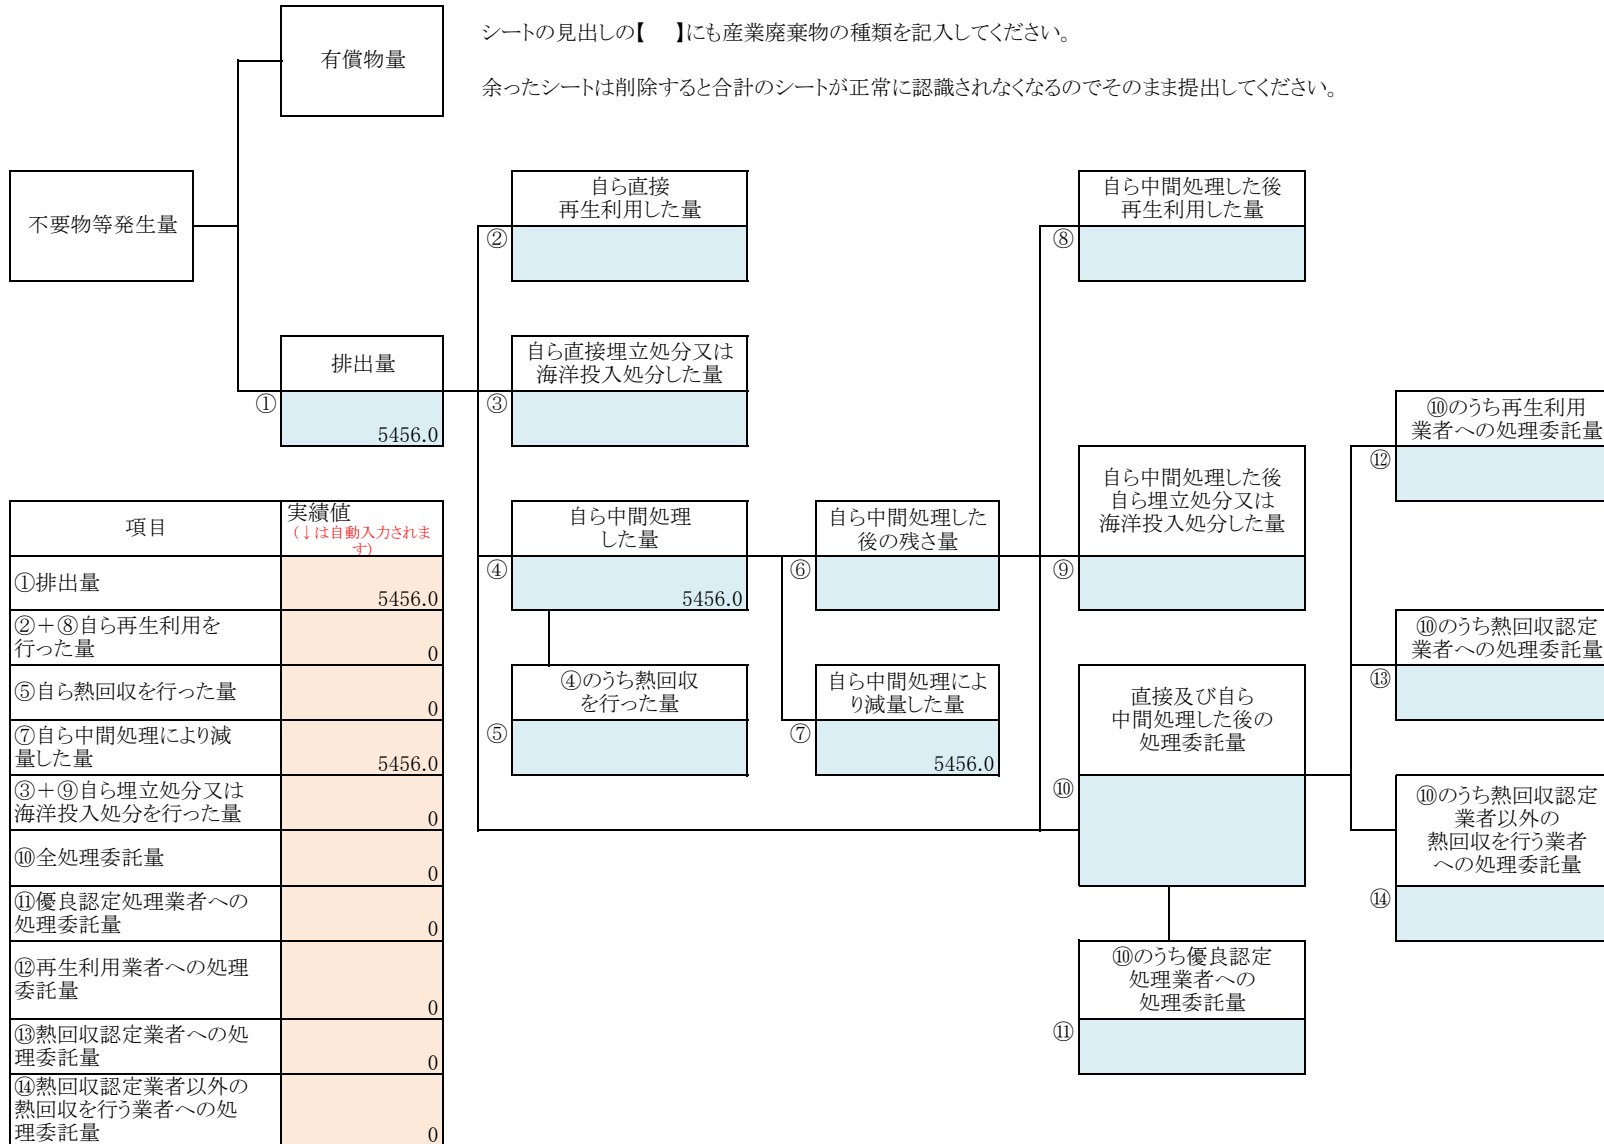 シートの見出しの【　】にも産業廃棄物の種類を記入してください。
有償物量
余ったシートは削除すると合計のシートが正常に認識されなくなるのでそのまま提出してください。
不要物等発生量
自ら直接
再生利用した量
②
自ら中間処理した後
再生利用した量
⑧
排出量
①
5456.0
自ら直接埋立処分又は
海洋投入処分した量
③
⑩のうち再生利用
業者への処理委託量
⑫
自ら中間処理
した量
④
5456.0
自ら中間処理した
後の残さ量
⑥
自ら中間処理した後
自ら埋立処分又は
海洋投入処分した量
⑨
⑩のうち熱回収認定
業者への処理委託量
⑬
④のうち熱回収
を行った量
⑤
自ら中間処理によ
り減量した量
⑦
5456.0
直接及び自ら
中間処理した後の
処理委託量
⑩
⑩のうち熱回収認定
業者以外の
熱回収を行う業者
への処理委託量
⑭
⑩のうち優良認定
処理業者への
処理委託量
⑪
項目
実績値
(↓は自動入力されま
す)
①排出量
5456.0
②＋⑧自ら再生利用を
行った量
0
⑤自ら熱回収を行った量
0
⑦自ら中間処理により減
量した量
5456.0
③＋⑨自ら埋立処分又は
海洋投入処分を行った量
0
⑩全処理委託量
0
⑪優良認定処理業者への
処理委託量
0
⑫再生利用業者への処理
委託量
0
⑬熱回収認定業者への処
理委託量
0
⑭熱回収認定業者以外の
熱回収を行う業者への処
理委託量
0